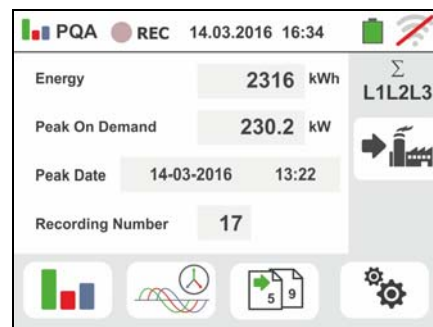 PQA REC 14.03.2016 16:34
Energy 2316 kWh
Σ
L1L2L3
Peak On Demand 230.2 kW
Peak Date 14-03-2016 13:22
Recording Number 17
5 9